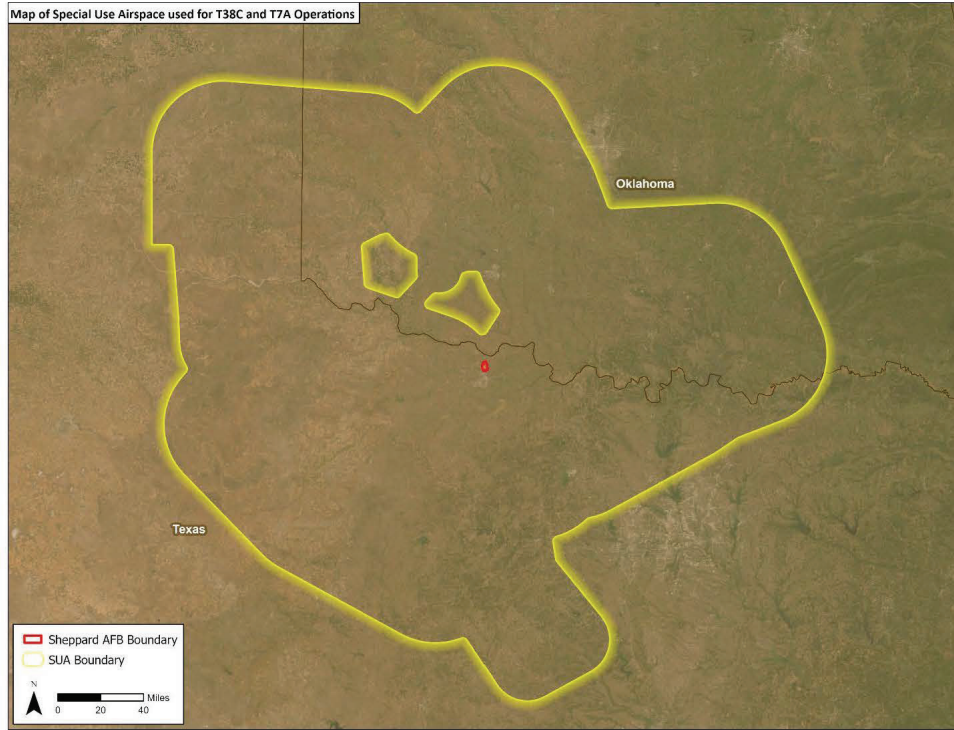 Map of Special Use Airspace used for T38C and T7A Operations
Oklahoma
Texas
Sheppard AFB Boundary
SUA Boundary
N
Miles
0 20 40